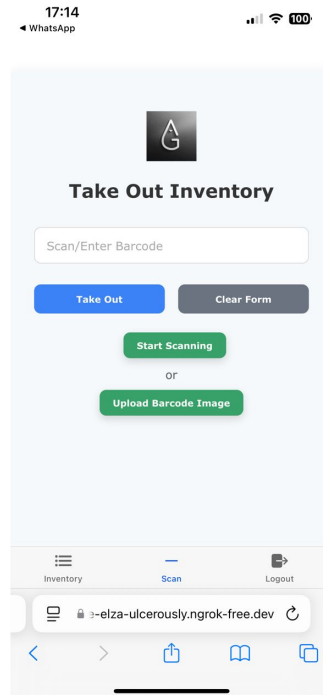 17:14
◀ WhatsApp
100
AG
Take Out Inventory
Scan/Enter Barcode
Take Out
Clear Form
Start Scanning
or
Upload Barcode Image
Inventory
Scan
Logout
-elza-ulcerously.ngrok-free.dev